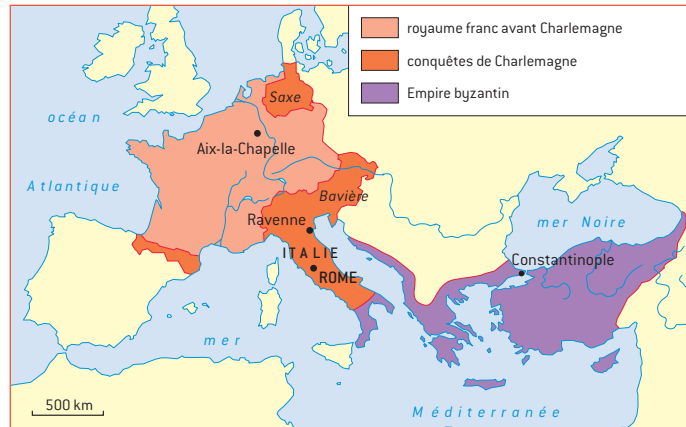 royaume franc avant Charlemagne
conquêtes de Charlemagne
Empire byzantin
océan
Atlantique
Saxe
Aix-la-Chapelle
Bavière
Ravenne
ITALIE
ROME
mer Noire
Constantinople
mer
Méditerranée
500 km